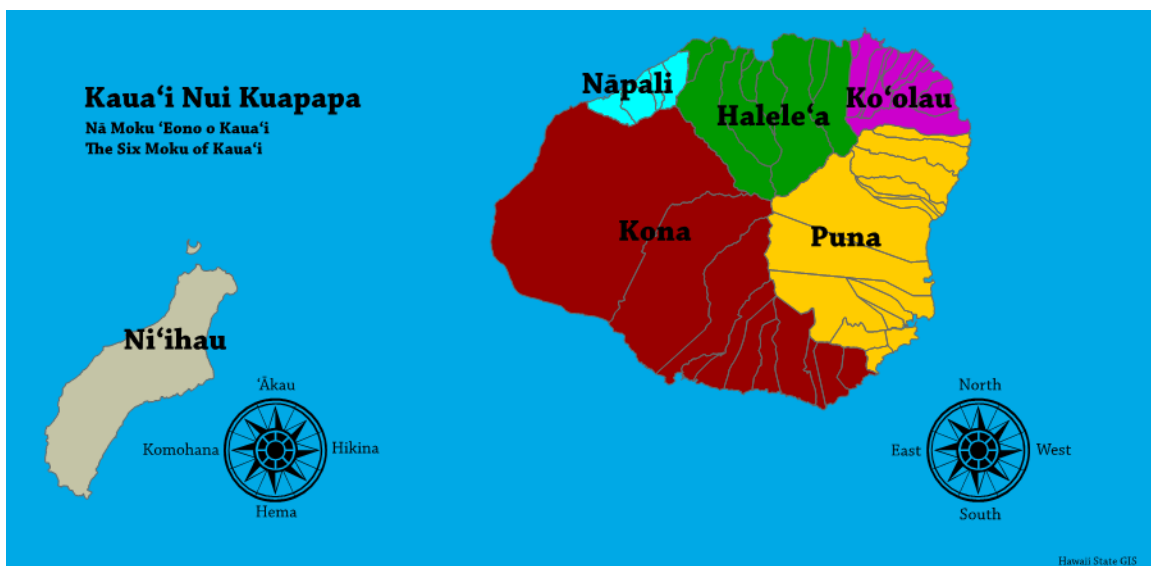 Kauaʻi Nui Kuapapa
Nā Moku ʻEono o Kauaʻi
The Six Moku of Kauaʻi
Nāpali
Haleleʻa
Koʻolau
Kona
Puna
Niʻihau
ʻĀkau
Komohana
Hikina
Hema
North
East
West
South
Hawaii State GIS